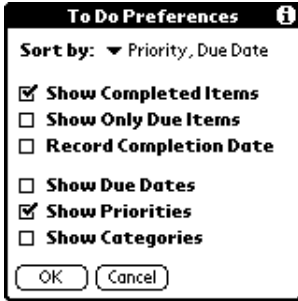 To Do Preferences
Sort by: Priority, Due Date
Show Completed Items
Show Only Due Items
Record Completion Date
Show Due Dates
Show Priorities
Show Categories
OK Cancel